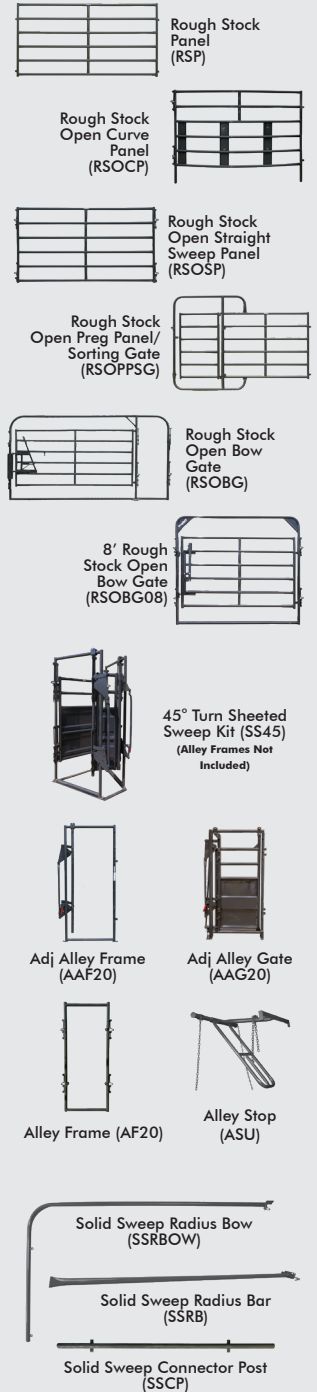 Rough Stock
Panel
(RSP)
Rough Stock
Open Curve
Panel
(RSOCP)
Rough Stock
Open Straight
Sweep Panel
(RSOSP)
Rough Stock
Open Preg Panel/
Sorting Gate
(RSOPPSG)
Rough Stock
Open Bow
Gate
(RSOBG)
8’ Rough
Stock Open
Bow Gate
(RSOBG08)
45° Turn Sheeted
Sweep Kit (SS45)
(Alley Frames Not
Included)
Adj Alley Frame
(AAF20)
Adj Alley Gate
(AAG20)
Alley Frame (AF20)
Alley Stop
(ASU)
Solid Sweep Radius Bow
(SSRBOW)
Solid Sweep Radius Bar
(SSRB)
Solid Sweep Connector Post
(SSCP)